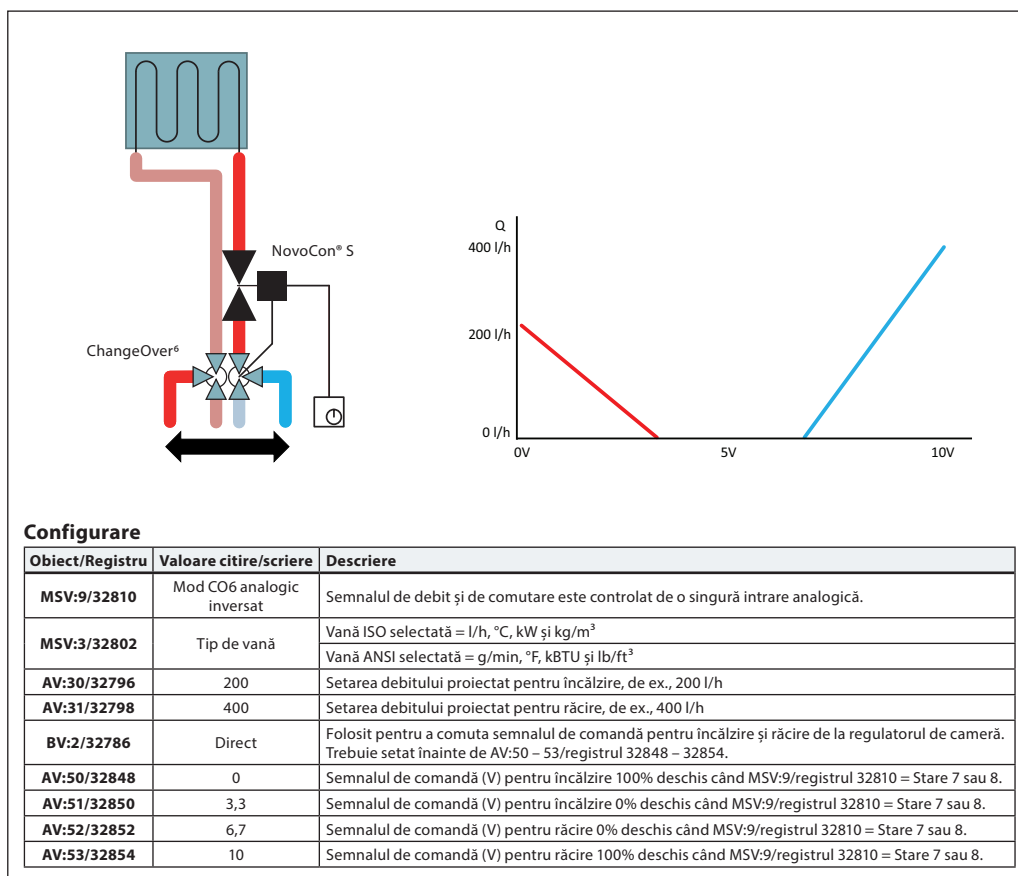 NovoCon® S
ChangeOver⁶
Q
400 l/h
200 l/h
0 l/h
0V
5V
10V
Configurare
Obiect/Registru Valoare citire/scriere Descriere
MSV:9/32810 Mod CO6 analogic inversat Semnalul de debit și de comutare este controlat de o singură intrare analogică.
MSV:3/32802 Tip de vană Vană ISO selectată = l/h, °C, kW și kg/m³
Vană ANSI selectată = g/min, °F, kBTU și lb/ft³
AV:30/32796 200 Setarea debitului proiectat pentru încălzire, de ex., 200 l/h
AV:31/32798 400 Setarea debitului proiectat pentru răcire, de ex., 400 l/h
BV:2/32786 Direct Folosit pentru a comuta semnalul de comandă pentru încălzire și răcire de la regulatorul de cameră.
Trebuie setat înainte de AV:50 – 53/registrul 32848 – 32854.
AV:50/32848 0 Semnalul de comandă (V) pentru încălzire 100% deschis când MSV:9/registrul 32810 = Stare 7 sau 8.
AV:51/32850 3,3 Semnalul de comandă (V) pentru încălzire 0% deschis când MSV:9/registrul 32810 = Stare 7 sau 8.
AV:52/32852 6,7 Semnalul de comandă (V) pentru răcire 0% deschis când MSV:9/registrul 32810 = Stare 7 sau 8.
AV:53/32854 10 Semnalul de comandă (V) pentru răcire 100% deschis când MSV:9/registrul 32810 = Stare 7 sau 8.